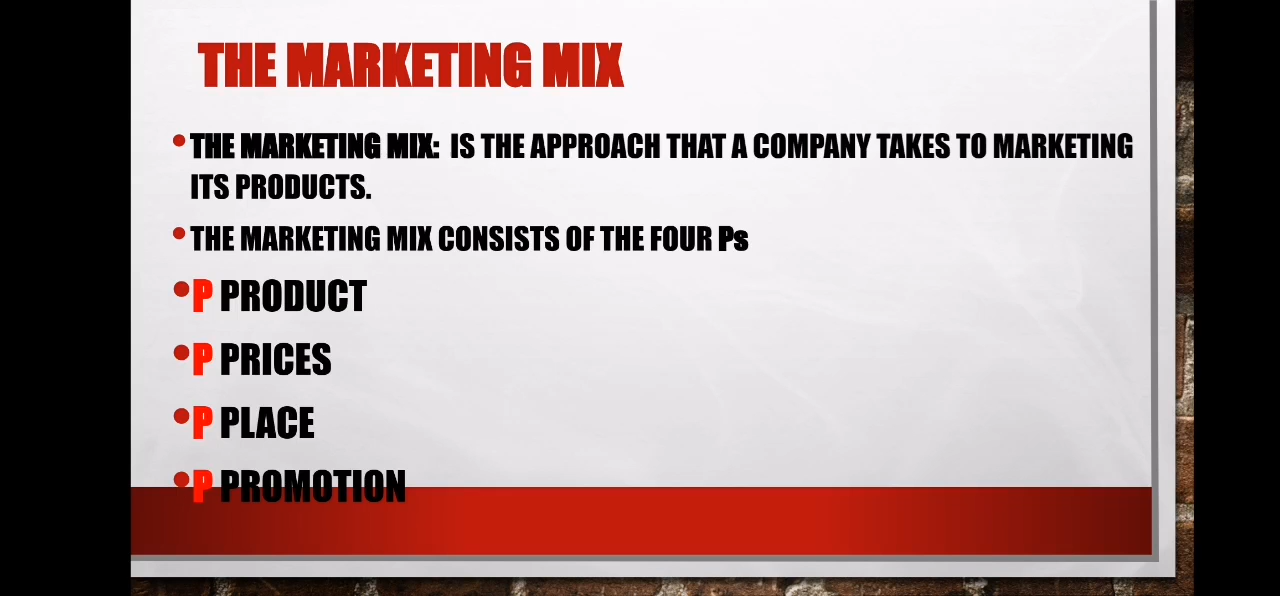 THE MARKETING MIX
• THE MARKETING MIX: IS THE APPROACH THAT A COMPANY TAKES TO MARKETING
ITS PRODUCTS.
• THE MARKETING MIX CONSISTS OF THE FOUR Ps
• P PRODUCT
• P PRICES
• P PLACE
• P PROMOTION